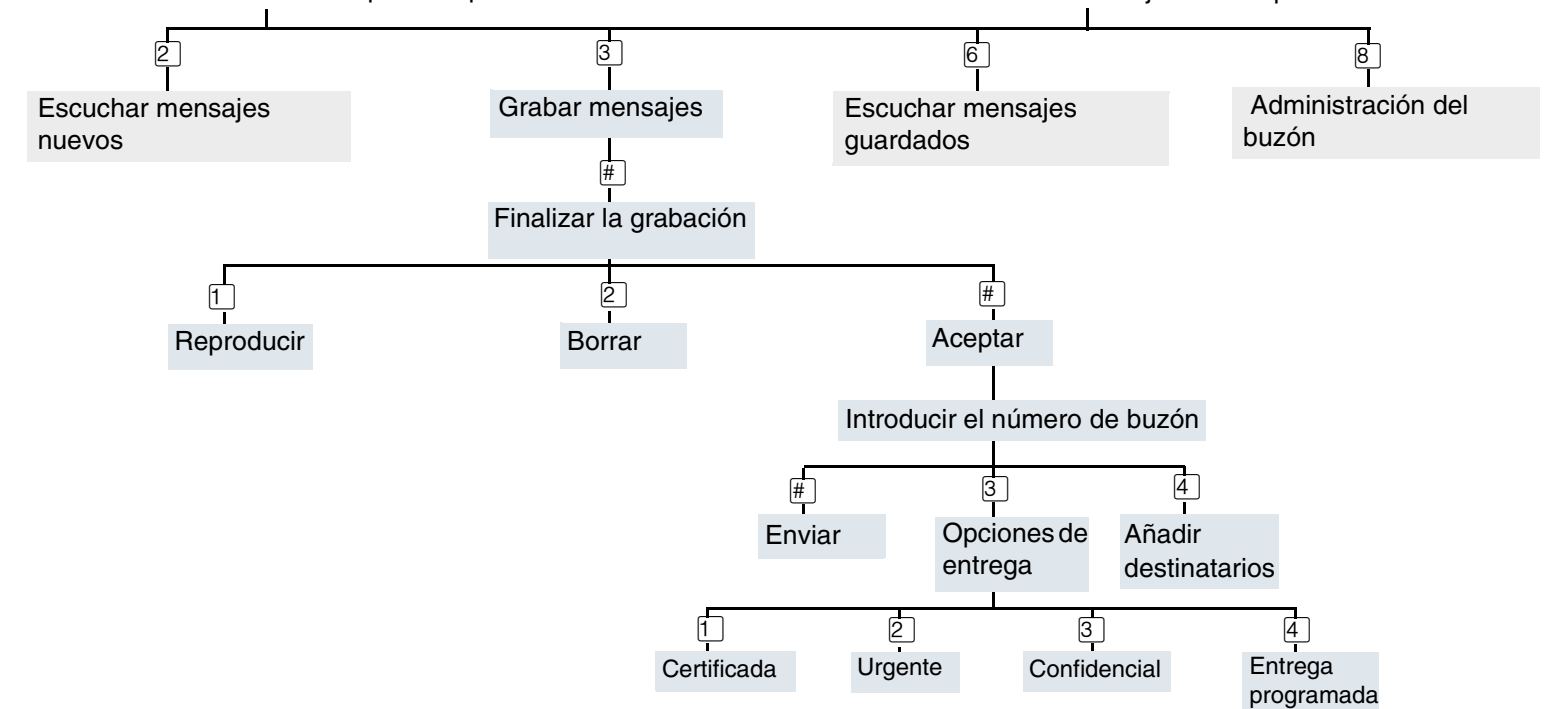 2
3
6
8
Escuchar mensajes
nuevos
Grabar mensajes
Escuchar mensajes
guardados
Administración del
buzón
#
Finalizar la grabación
1
2
#
Reproducir
Borrar
Aceptar
Introducir el número de buzón
#
3
4
Enviar
Opciones de
entrega
Añadir
destinatarios
1
2
3
4
Certificada
Urgente
Confidencial
Entrega
programada